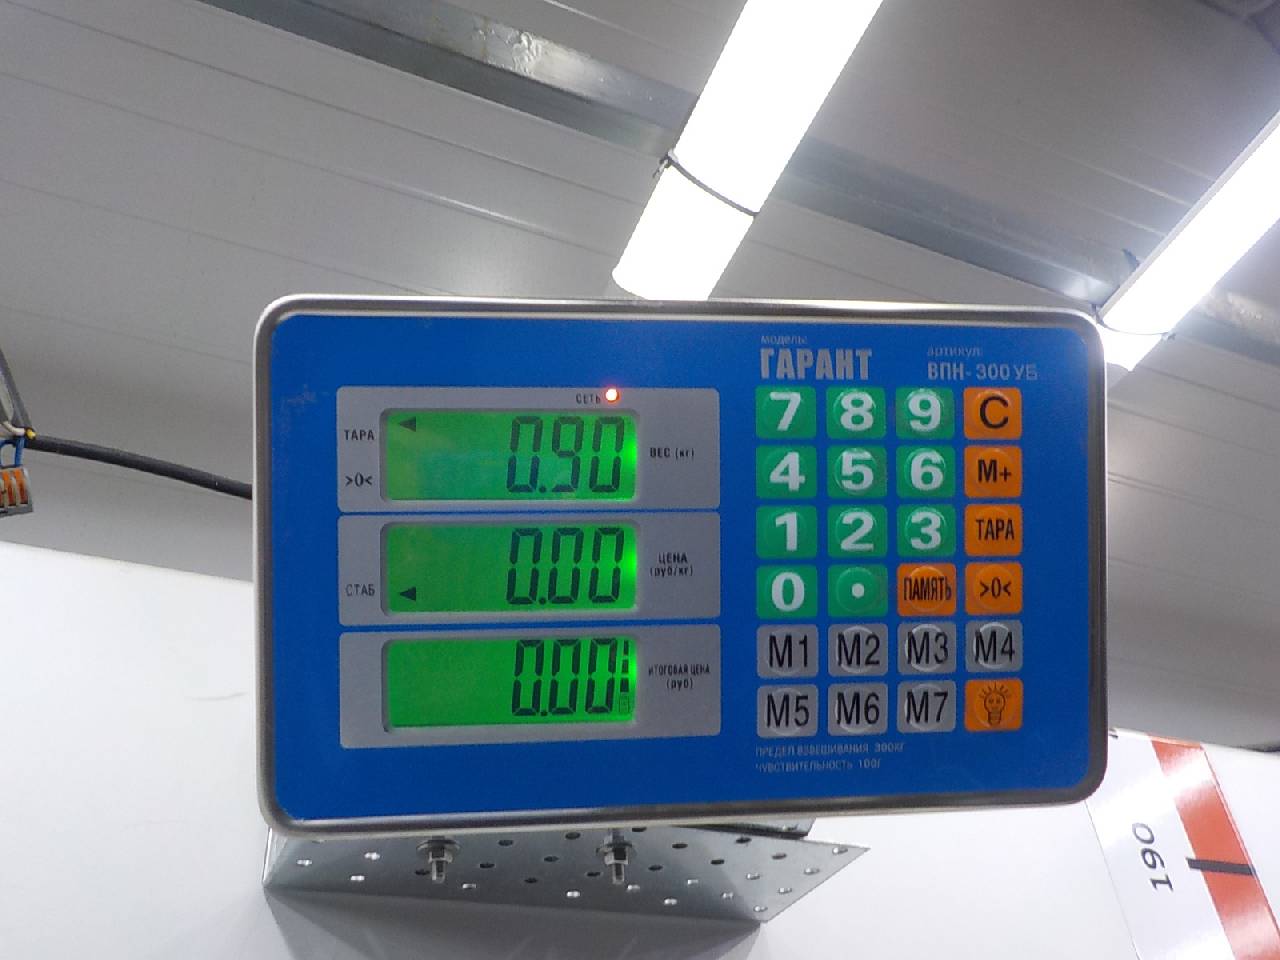 модель:
ГАРАНТ
артикул:
ВПН-300УБ
СЕТЬ
ТАРА
>0<
0.90
ВЕС (кг)
СТАБ
0.00
ЦЕНА
(руб/кг)
0.00
ИТОГОВАЯ ЦЕНА
(руб)
7 8 9 C
4 5 6 M+
1 2 3 ТАРА
0 . ПАМЯТЬ >0<
M1 M2 M3 M4
M5 M6 M7
ПРЕДЕЛ ВЗВЕШИВАНИЯ 300КГ
ЧУВСТВИТЕЛЬНОСТЬ 100Г
190